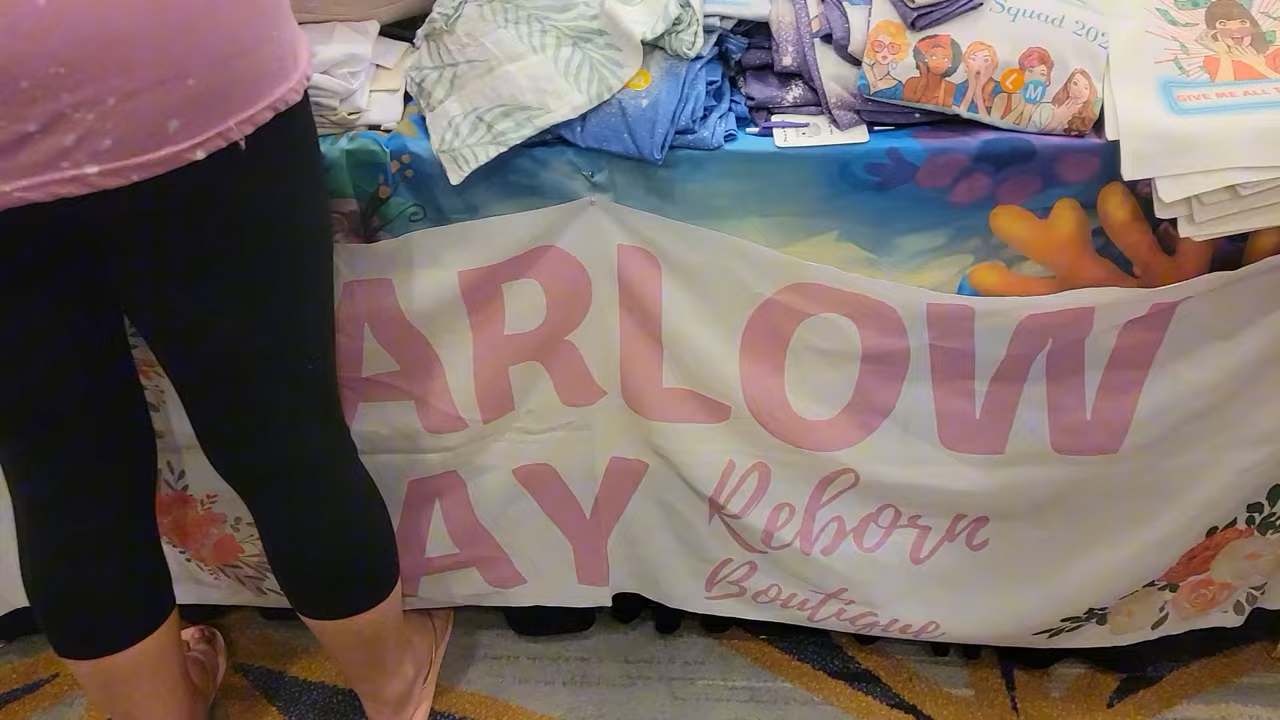 Squad 202
L M
GIVE ME ALL
ARLOW
AY Reborn
Boutique